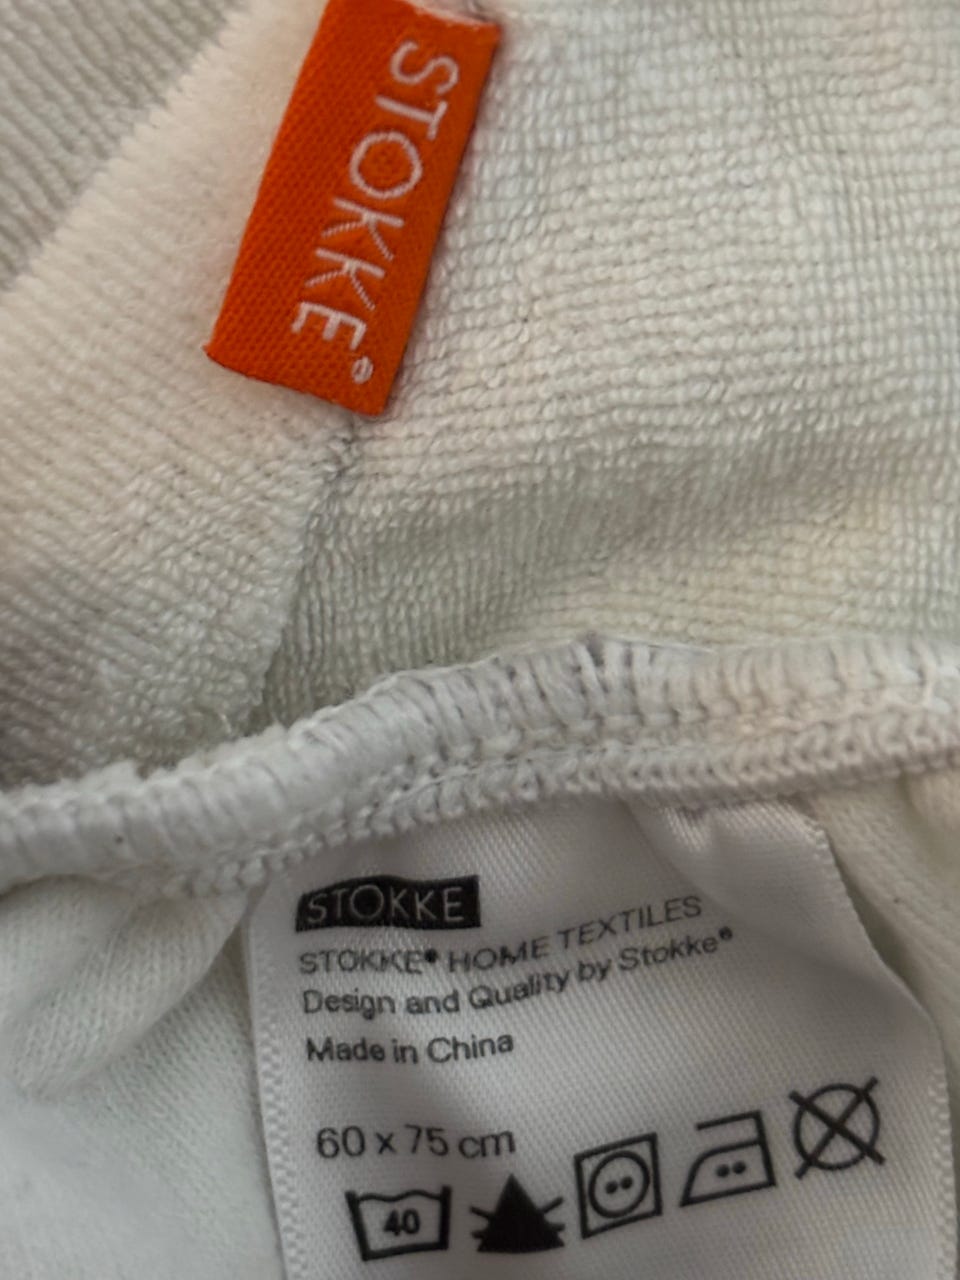 STOKKE®
STOKKE
STOKKE® HOME TEXTILES
Design and Quality by Stokke®
Made in China
60 x 75 cm
40